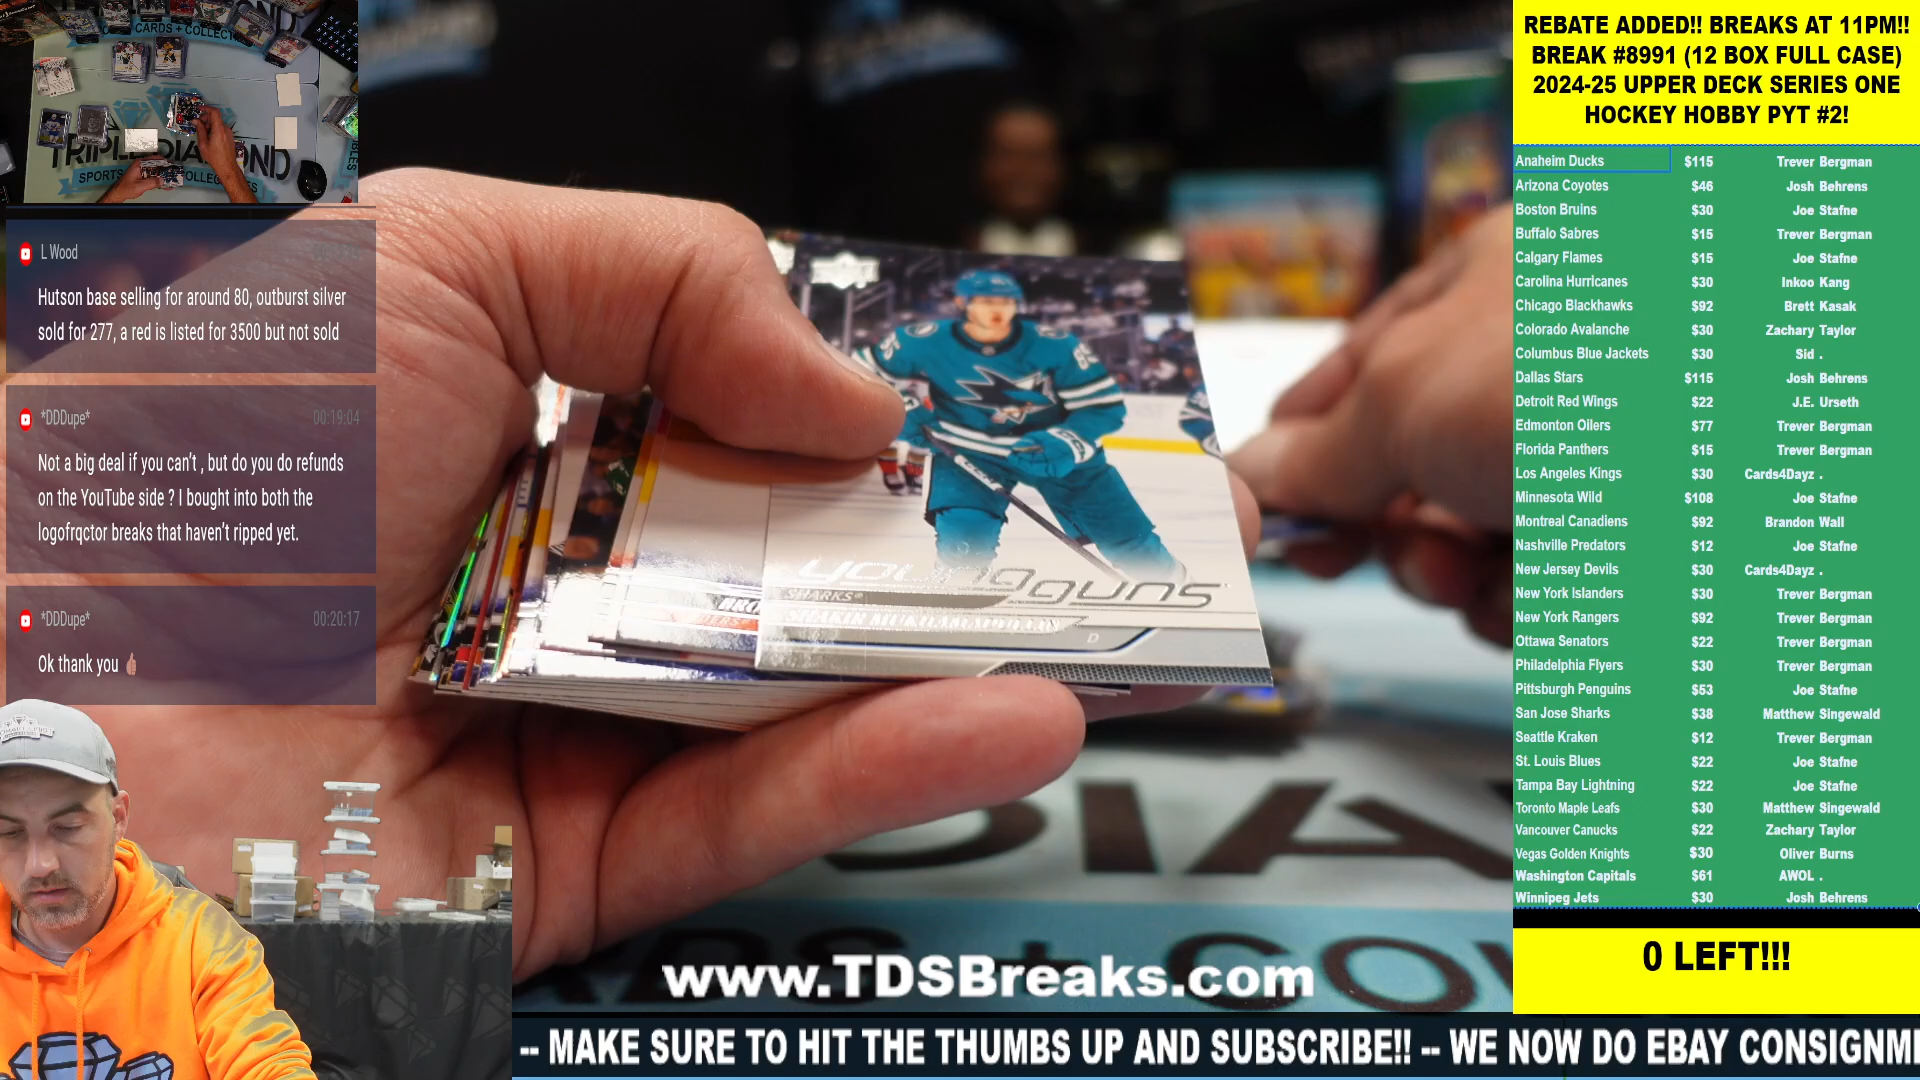 CARDS + COLLECT
TRIPLE DIAMOND
SPORTS
L Wood
Hutson base selling for around 80, outburst silver
sold for 277, a red is listed for 3500 but not sold
*DDDupe*
00:19:04
Not a big deal if you can't , but do you do refunds
on the YouTube side ? I bought into both the
logofrqctor breaks that haven't ripped yet.
*DDDupe*
00:20:17
Ok thank you 👍🏽
young guns
SHARKS
SHAKIR MUKHAMADULLIN
D
DIA
www.TDSBreaks.com
-- MAKE SURE TO HIT THE THUMBS UP AND SUBSCRIBE!! -- WE NOW DO EBAY CONSIGNM
REBATE ADDED!! BREAKS AT 11PM!!
BREAK #8991 (12 BOX FULL CASE)
2024-25 UPPER DECK SERIES ONE
HOCKEY HOBBY PYT #2!
Anaheim Ducks $115 Trever Bergman
Arizona Coyotes $46 Josh Behrens
Boston Bruins $30 Joe Stafne
Buffalo Sabres $15 Trever Bergman
Calgary Flames $15 Joe Stafne
Carolina Hurricanes $30 Inkoo Kang
Chicago Blackhawks $92 Brett Kasak
Colorado Avalanche $30 Zachary Taylor
Columbus Blue Jackets $30 Sid .
Dallas Stars $115 Josh Behrens
Detroit Red Wings $22 J.E. Urseth
Edmonton Oilers $77 Trever Bergman
Florida Panthers $15 Trever Bergman
Los Angeles Kings $30 Cards4Dayz .
Minnesota Wild $108 Joe Stafne
Montreal Canadiens $92 Brandon Wall
Nashville Predators $12 Joe Stafne
New Jersey Devils $30 Cards4Dayz .
New York Islanders $30 Trever Bergman
New York Rangers $92 Trever Bergman
Ottawa Senators $22 Trever Bergman
Philadelphia Flyers $30 Trever Bergman
Pittsburgh Penguins $53 Joe Stafne
San Jose Sharks $38 Matthew Singewald
Seattle Kraken $12 Trever Bergman
St. Louis Blues $22 Joe Stafne
Tampa Bay Lightning $22 Joe Stafne
Toronto Maple Leafs $30 Matthew Singewald
Vancouver Canucks $22 Zachary Taylor
Vegas Golden Knights $30 Oliver Burns
Washington Capitals $61 AWOL .
Winnipeg Jets $30 Josh Behrens
0 LEFT!!!